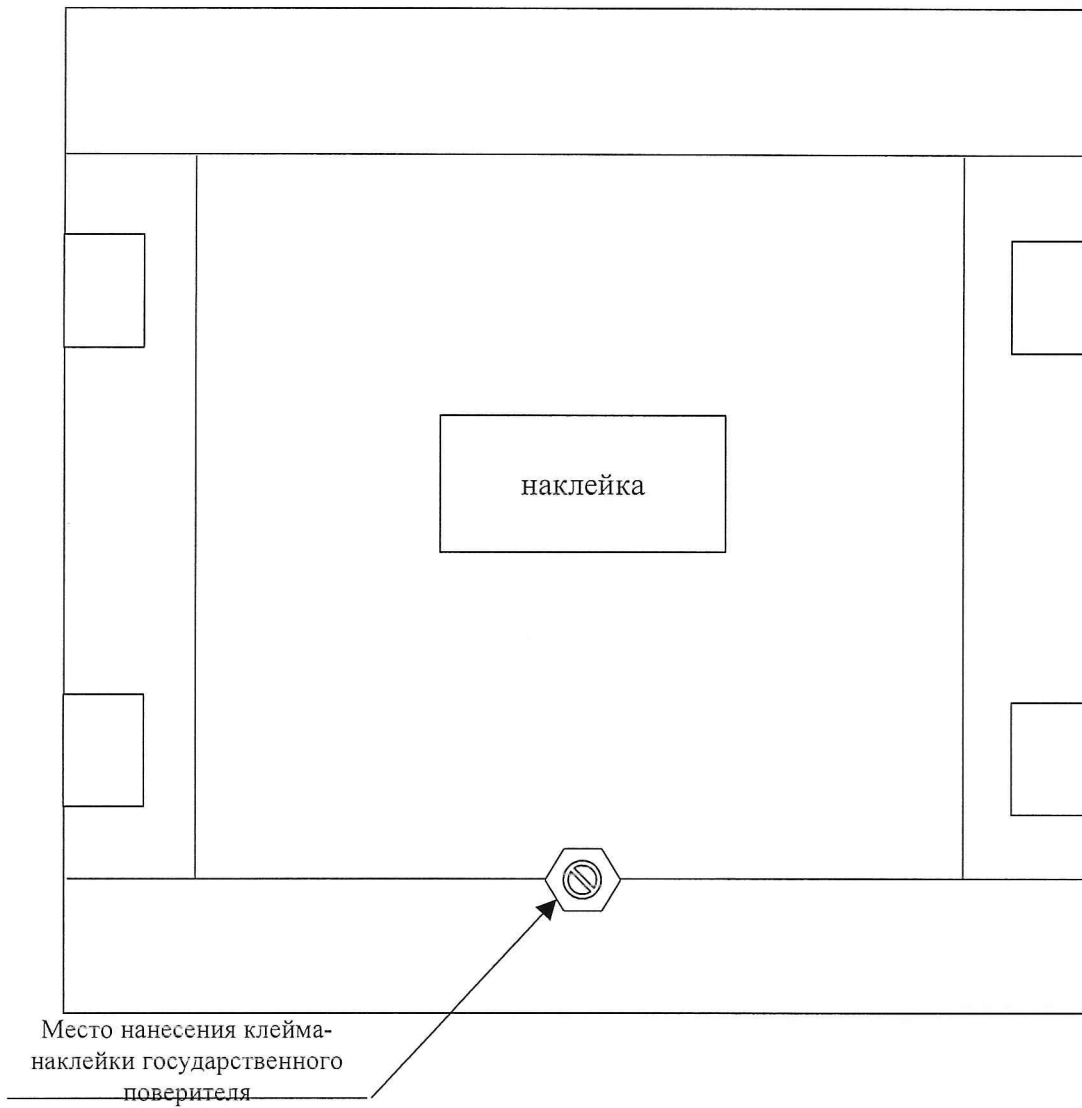 наклейка
Место нанесения клейма-
наклейки государственного
поверителя